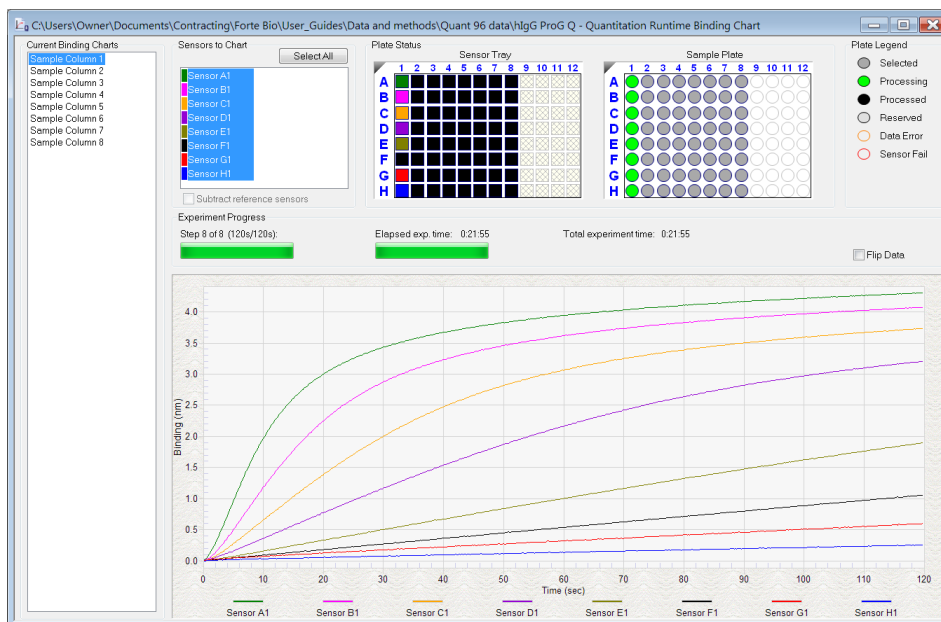 C:\Users\Owner\Documents\Contracting\Forte Bio\User_Guides\Data and methods\Quant 96 data\hIgG ProG Q - Quantitation Runtime Binding Chart
Current Binding Charts
Sample Column 1
Sample Column 2
Sample Column 3
Sample Column 4
Sample Column 5
Sample Column 6
Sample Column 7
Sample Column 8
Sensors to Chart
Select All
Sensor A1
Sensor B1
Sensor C1
Sensor D1
Sensor E1
Sensor F1
Sensor G1
Sensor H1
Subtract reference sensors
Plate Status
Sensor Tray
1 2 3 4 5 6 7 8 9 10 11 12
A
B
C
D
E
F
G
H
Sample Plate
1 2 3 4 5 6 7 8 9 10 11 12
A
B
C
D
E
F
G
H
Plate Legend
Selected
Processing
Processed
Reserved
Data Error
Sensor Fail
Experiment Progress
Step 8 of 8 (120s/120s):
Elapsed exp. time: 0:21:55
Total experiment time: 0:21:55
Flip Data
Binding (nm)
4.0
3.5
3.0
2.5
2.0
1.5
1.0
0.5
0.0
0 10 20 30 40 50 60 70 80 90 100 110 120
Time (sec)
Sensor A1 Sensor B1 Sensor C1 Sensor D1 Sensor E1 Sensor F1 Sensor G1 Sensor H1